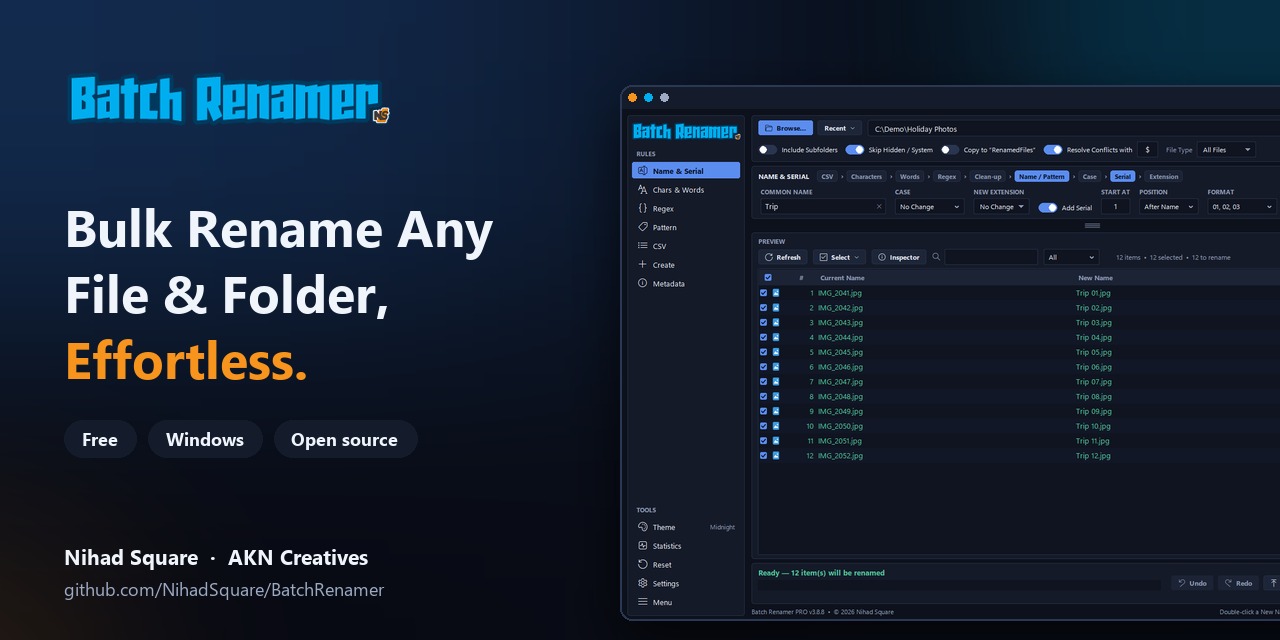 Batch Renamer
NS
Bulk Rename Any
File & Folder,
Effortless.
Free
Windows
Open source
Nihad Square · AKN Creatives
github.com/NihadSquare/BatchRenamer
Batch Renamer
RULES
Name & Serial
Chars & Words
Regex
Pattern
CSV
Create
Metadata
TOOLS
Theme Midnight
Statistics
Reset
Settings
Menu
Browse... Recent C:\Demo\Holiday Photos
Include Subfolders Skip Hidden / System Copy to "RenamedFiles" Resolve Conflicts with $ File Type All Files
NAME & SERIAL CSV › Characters › Words › Regex › Clean-up › Name / Pattern › Case › Serial › Extension
COMMON NAME CASE NEW EXTENSION START AT POSITION FORMAT
Trip × No Change No Change Add Serial 1 After Name 01, 02, 03
PREVIEW
Refresh Select Inspector All 12 items • 12 selected • 12 to rename
# Current Name New Name
1 IMG_2041.jpg Trip 01.jpg
2 IMG_2042.jpg Trip 02.jpg
3 IMG_2043.jpg Trip 03.jpg
4 IMG_2044.jpg Trip 04.jpg
5 IMG_2045.jpg Trip 05.jpg
6 IMG_2046.jpg Trip 06.jpg
7 IMG_2047.jpg Trip 07.jpg
8 IMG_2048.jpg Trip 08.jpg
9 IMG_2049.jpg Trip 09.jpg
10 IMG_2050.jpg Trip 10.jpg
11 IMG_2051.jpg Trip 11.jpg
12 IMG_2052.jpg Trip 12.jpg
Ready — 12 item(s) will be renamed
Undo Redo
Batch Renamer PRO v3.8.8 • © 2026 Nihad Square Double-click a New N